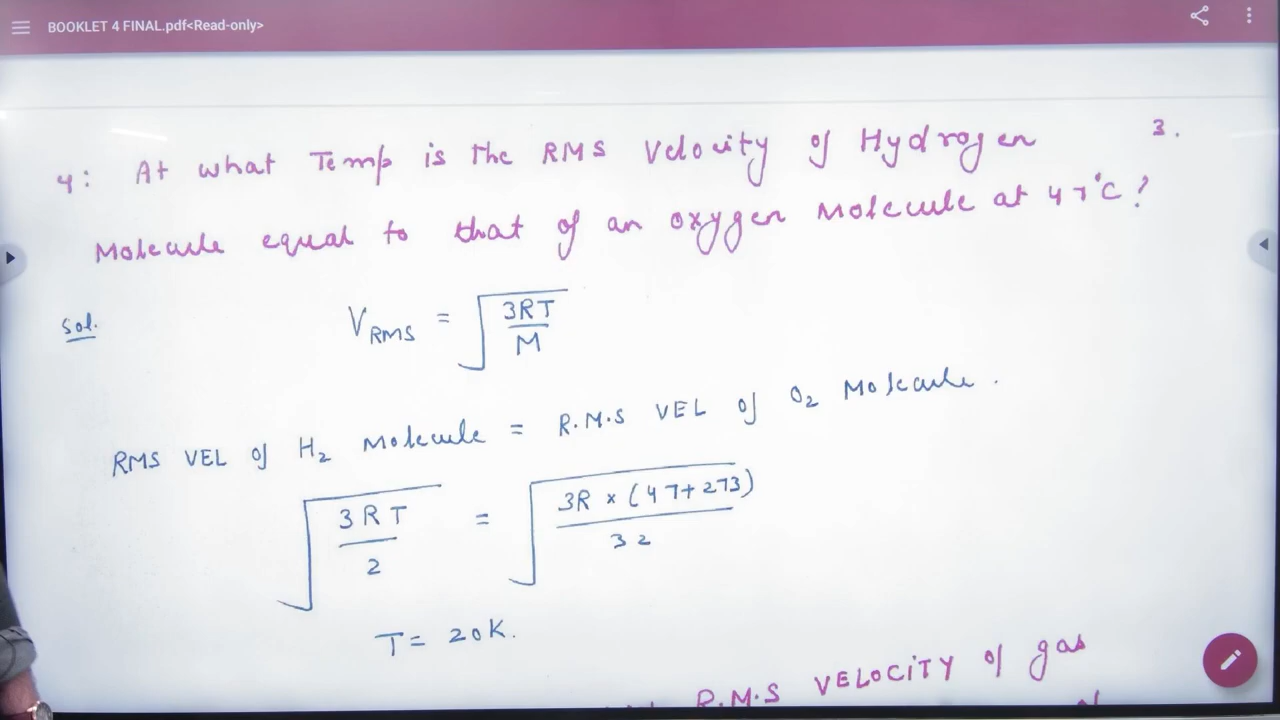 BOOKLET 4 FINAL.pdf<Read-only>
3.
4: At what Temp is the RMS Velocity of Hydrogen
Molecule equal to that of an oxygen Molecule at 47°C?
Sol.
V_RMS = √(3RT/M)
RMS VEL of H₂ Molecule = R.M.S VEL of O₂ Molecule.
√(3RT/2) = √(3R × (47+273)/32)
T = 20K.
R.M.S VELOCITY of gas